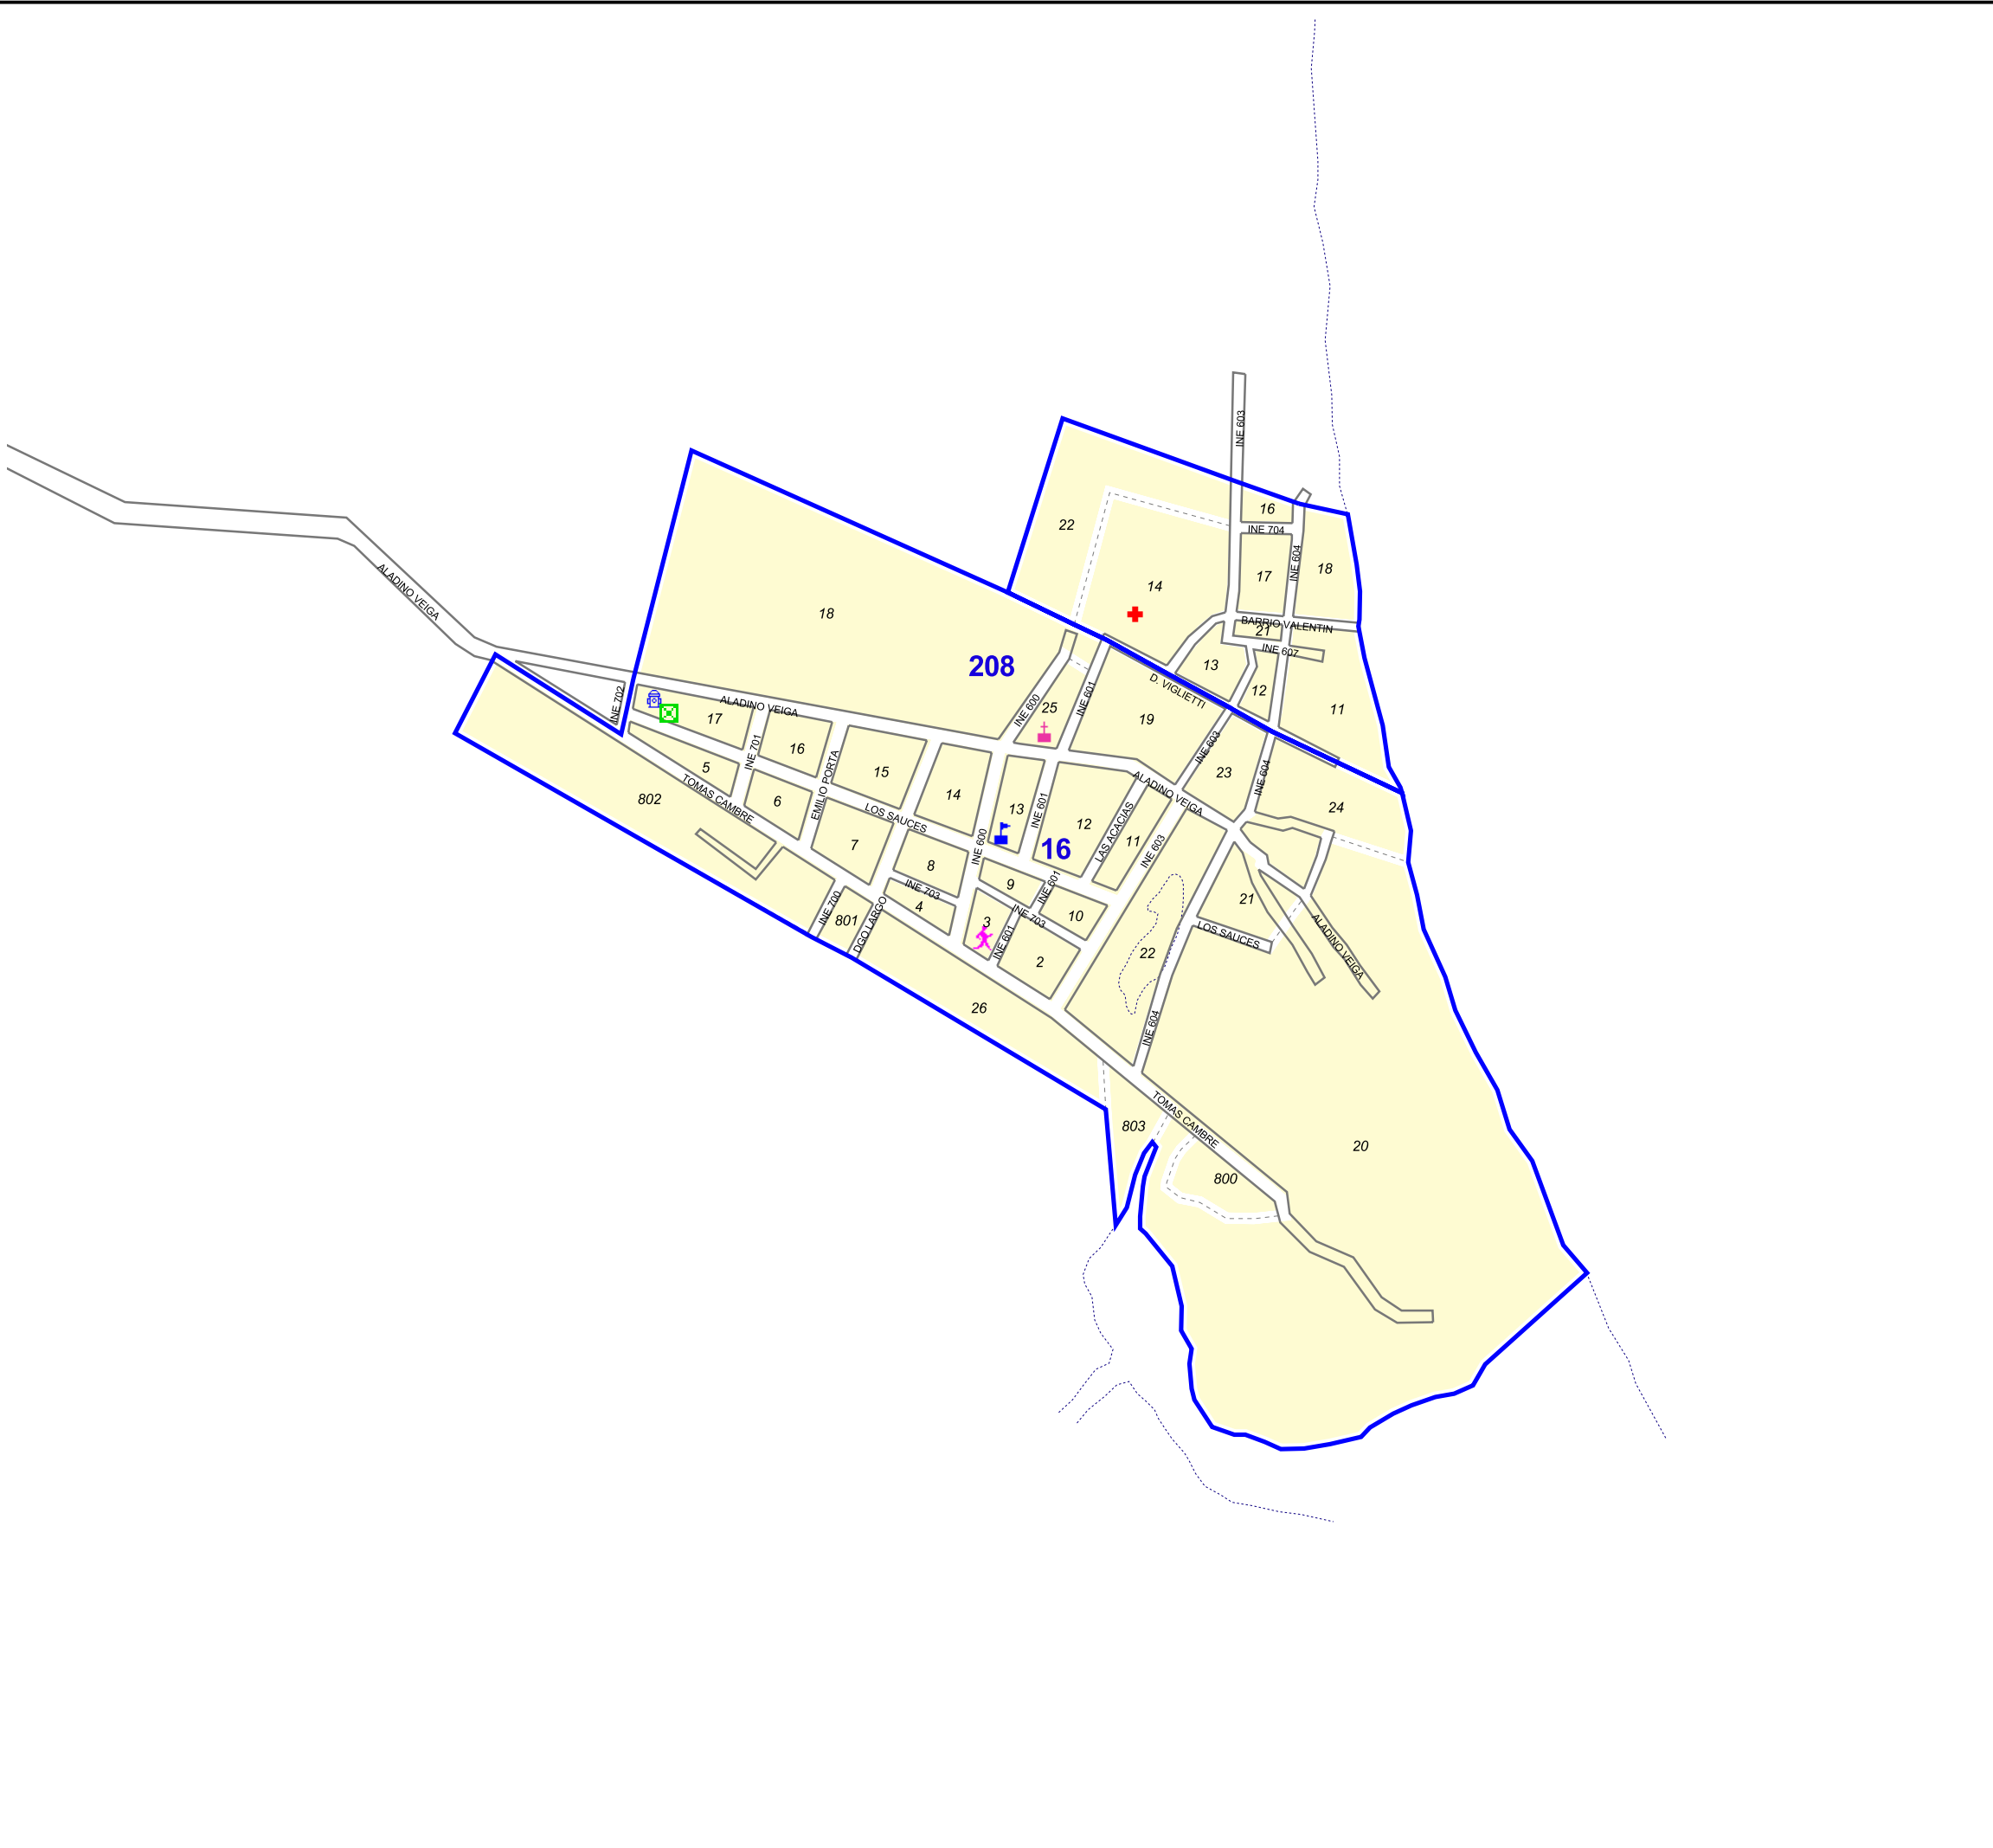 INE 603
16
22
INE 704
INE 604
18
17
14
ALADINO VEIGA
18
BARRIO VALENTIN
21
INE 607
208
13
D. VIGLIETTI
12
INE 702
ALADINO VEIGA
17
INE 600
25
INE 601
19
11
INE 701
16
INE 603
EMILIO PORTA
15
23
INE 604
5
TOMAS CAMBRE
802
6
LOS SAUCES
14
13
INE 601
12
ALADINO VEIGA
24
7
INE 600
16
LAS ACACIAS
11
INE 603
8
9
INE 601
INE 703
4
INE 700
801
DGO LARGO
3
INE 703
10
21
INE 601
2
LOS SAUCES
ALADINO VEIGA
22
26
INE 604
TOMAS CAMBRE
803
20
800